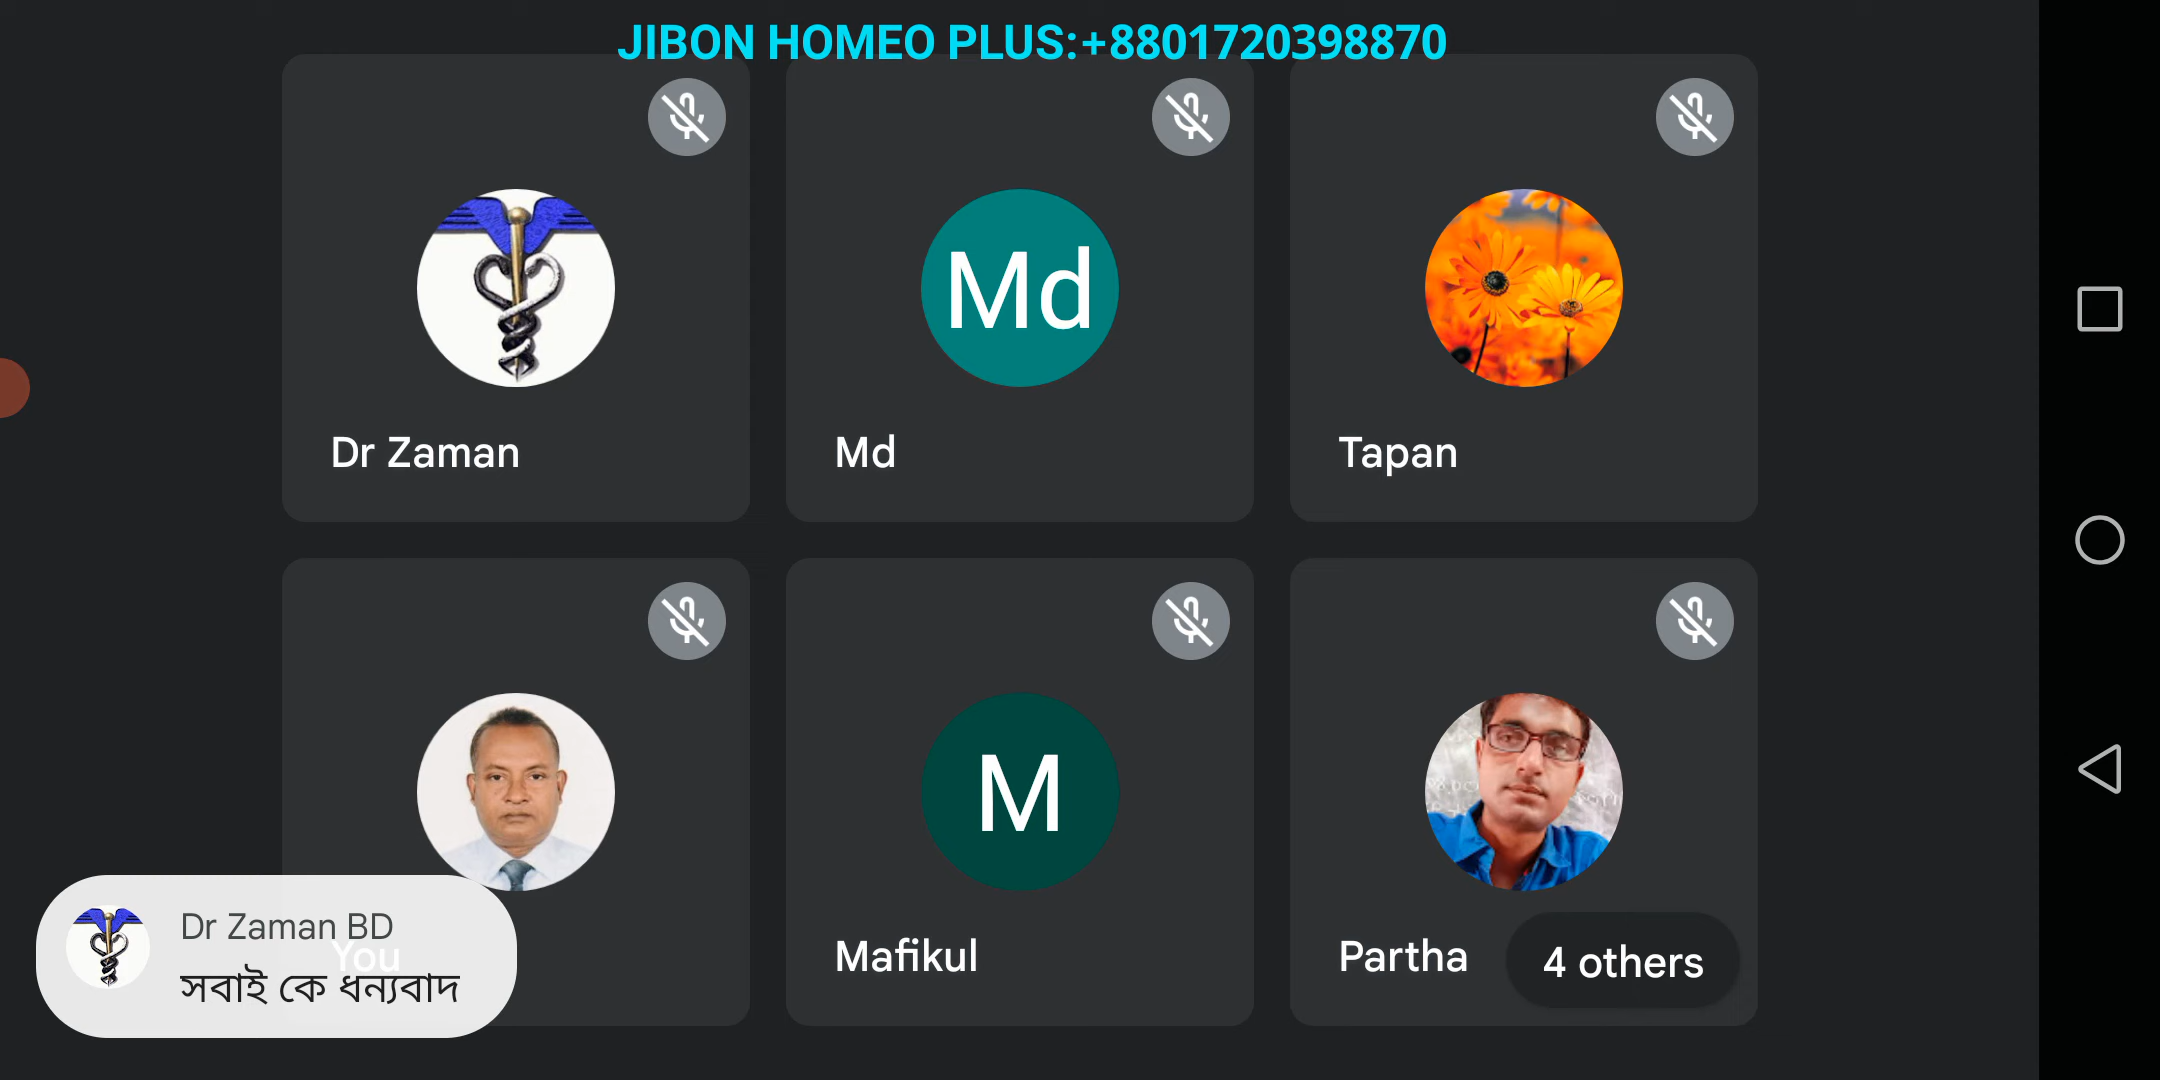 JIBON HOMEO PLUS:+8801720398870
Dr Zaman
Md
Md
Tapan
You
M
Mafikul
Partha
4 others
Dr Zaman BD
সবাই কে ধন্যবাদ